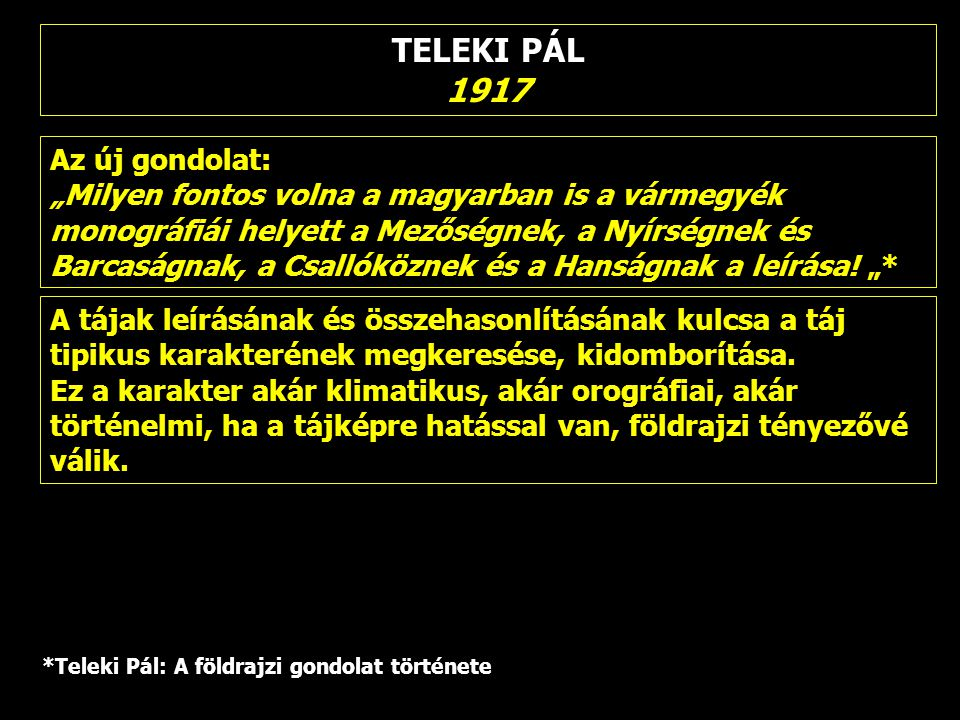 TELEKI PÁL
1917
Az új gondolat:
„Milyen fontos volna a magyarban is a vármegyék
monográfiái helyett a Mezőségnek, a Nyírségnek és
Barcaságnak, a Csallóköznek és a Hanságnak a leírása! „*
A tájak leírásának és összehasonlításának kulcsa a táj
tipikus karakterének megkeresése, kidomborítása.
Ez a karakter akár klimatikus, akár orográfiai, akár
történelmi, ha a tájképre hatással van, földrajzi tényezővé
válik.
*Teleki Pál: A földrajzi gondolat története